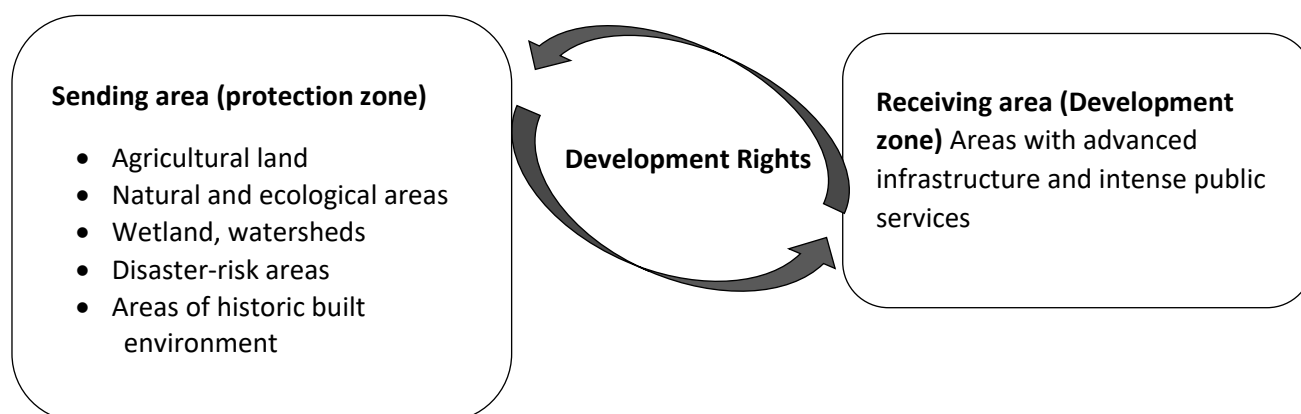 Sending area (protection zone)
• Agricultural land
• Natural and ecological areas
• Wetland, watersheds
• Disaster-risk areas
• Areas of historic built
environment
Development Rights
Receiving area (Development
zone) Areas with advanced
infrastructure and intense public
services